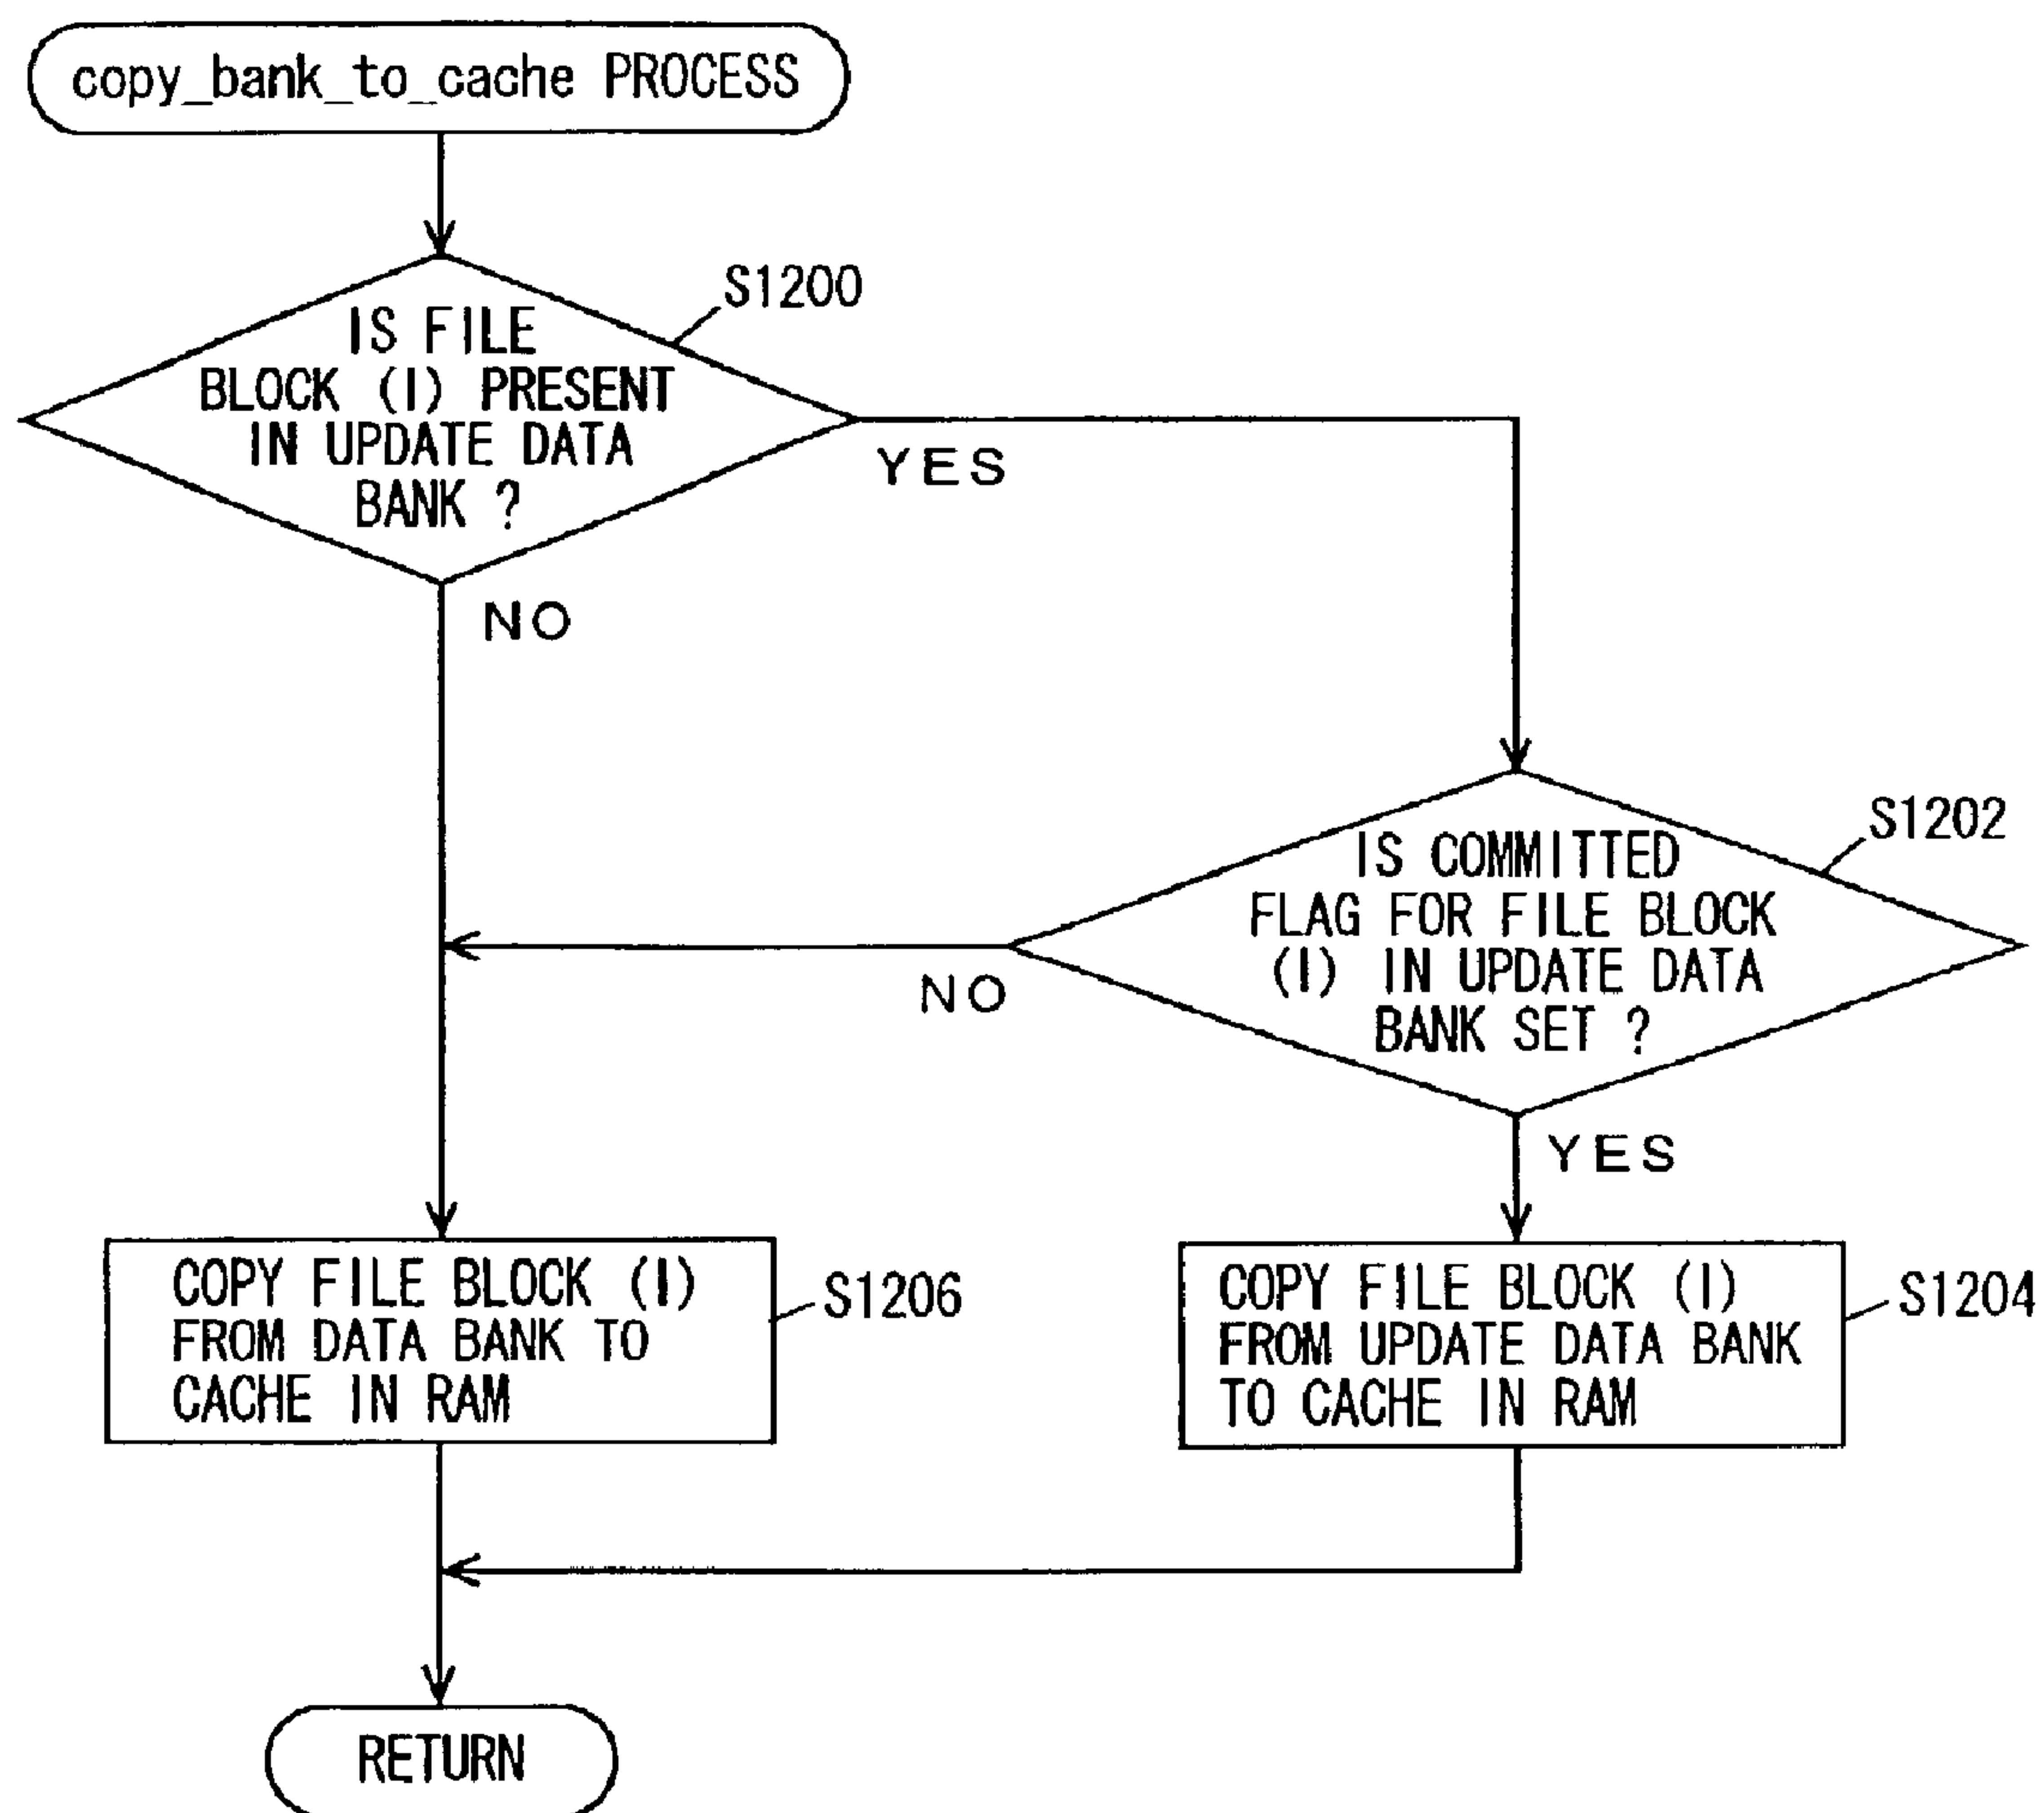 copy_bank_to_cache PROCESS
S1200
IS FILE
BLOCK (I) PRESENT
IN UPDATE DATA
BANK ?
YES
NO
S1202
IS COMMITTED
FLAG FOR FILE BLOCK
(I) IN UPDATE DATA
BANK SET ?
NO
YES
COPY FILE BLOCK (I)
FROM DATA BANK TO
CACHE IN RAM
S1206
COPY FILE BLOCK (I)
FROM UPDATE DATA BANK
TO CACHE IN RAM
S1204
RETURN